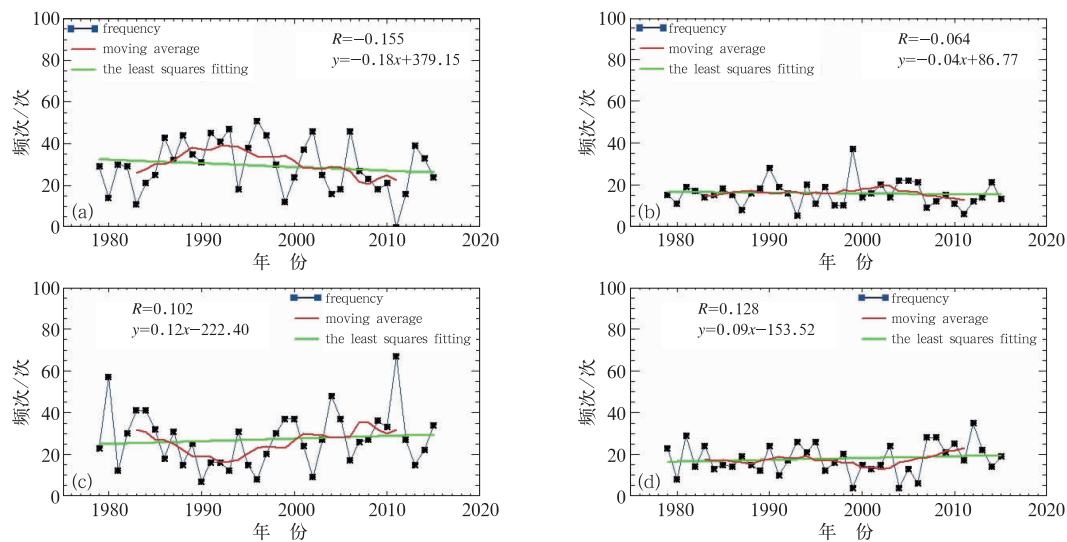 100
80
60
40
20
0
频次/次
frequency
moving average
the least squares fitting
R=−0.155
y=−0.18x+379.15
(a)
1980
1990
2000
2010
2020
年 份
100
80
60
40
20
0
频次/次
frequency
moving average
the least squares fitting
R=−0.064
y=−0.04x+86.77
(b)
1980
1990
2000
2010
2020
年 份
100
80
60
40
20
0
频次/次
R=0.102
y=0.12x−222.40
frequency
moving average
the least squares fitting
(c)
1980
1990
2000
2010
2020
年 份
100
80
60
40
20
0
频次/次
R=0.128
y=0.09x−153.52
frequency
moving average
the least squares fitting
(d)
1980
1990
2000
2010
2020
年 份